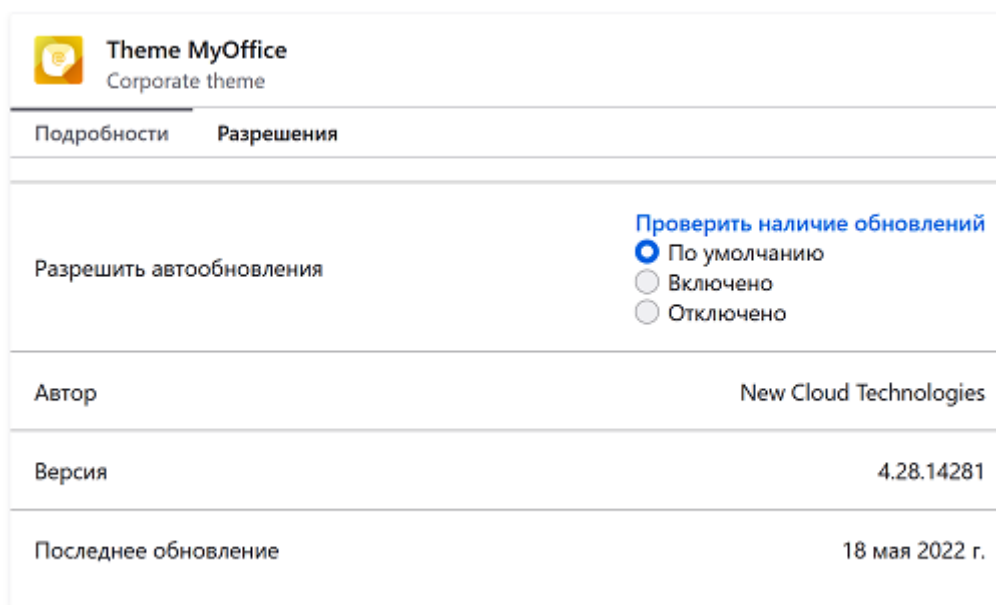 Theme MyOffice
Corporate theme
Подробности Разрешения
Проверить наличие обновлений
Разрешить автообновления
По умолчанию
Включено
Отключено
Автор New Cloud Technologies
Версия 4.28.14281
Последнее обновление 18 мая 2022 г.